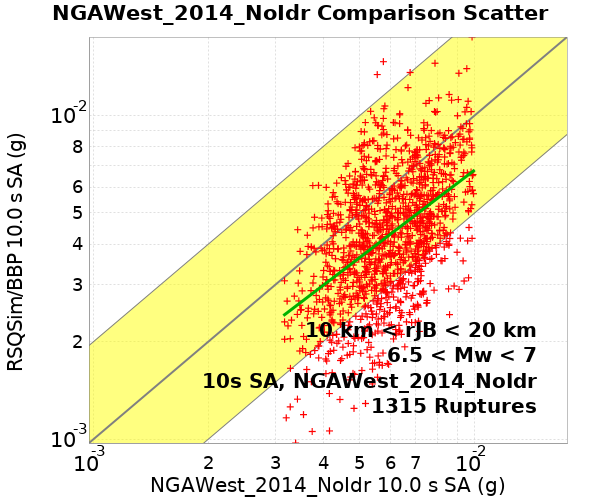 NGAWest_2014_NoIdr Comparison Scatter
RSQSim/BBP 10.0 s SA (g)
10-2
8
6
5
4
3
2
10-3
10 km < rJB < 20 km
6.5 < Mw < 7
10s SA, NGAWest_2014_NoIdr
1315 Ruptures
10-3 2 3 4 5 6 7 10-2
NGAWest_2014_NoIdr 10.0 s SA (g)